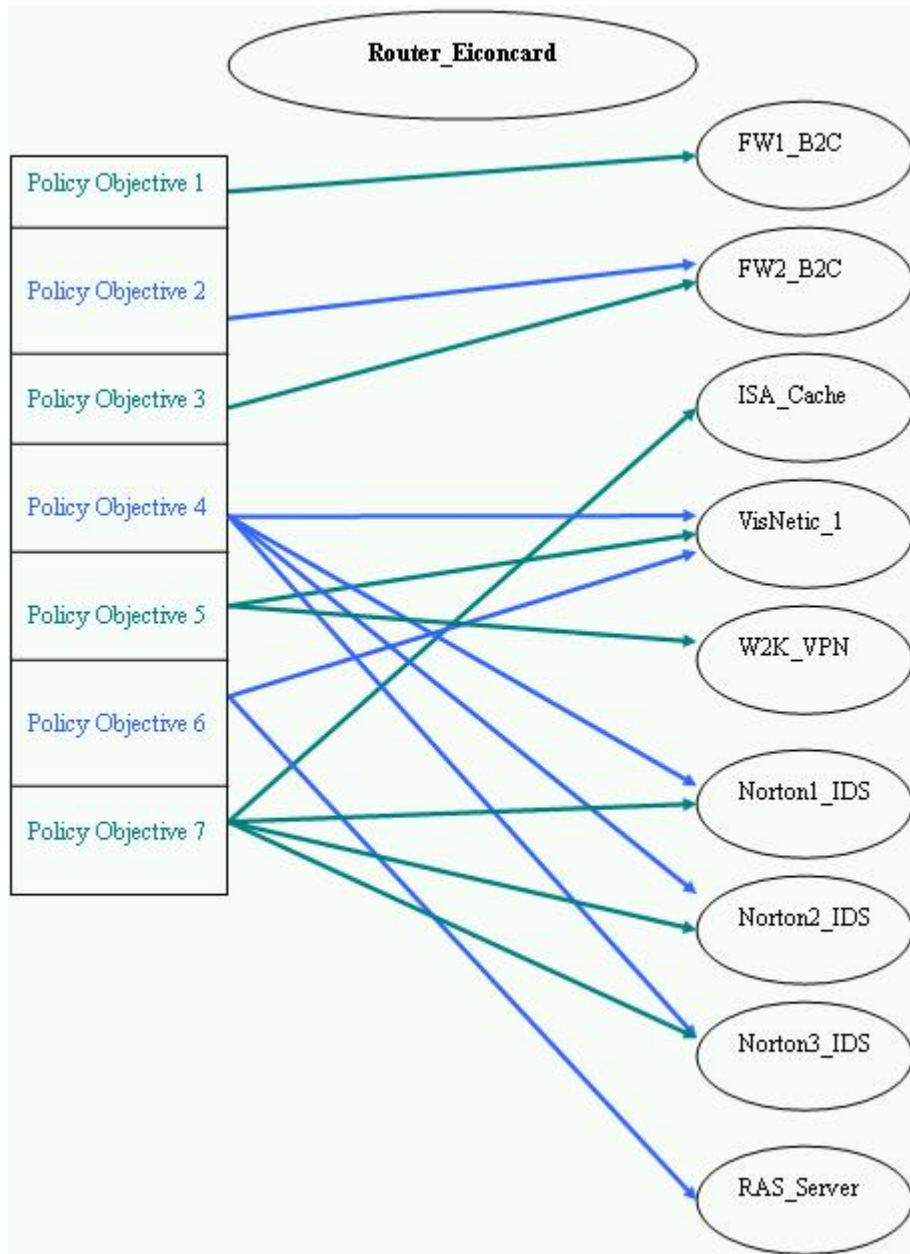 Router_Eiconcard
Policy Objective 1
Policy Objective 2
Policy Objective 3
Policy Objective 4
Policy Objective 5
Policy Objective 6
Policy Objective 7
FW1_B2C
FW2_B2C
ISA_Cache
VisNetic_1
W2K_VPN
Norton1_IDS
Norton2_IDS
Norton3_IDS
RAS_Server